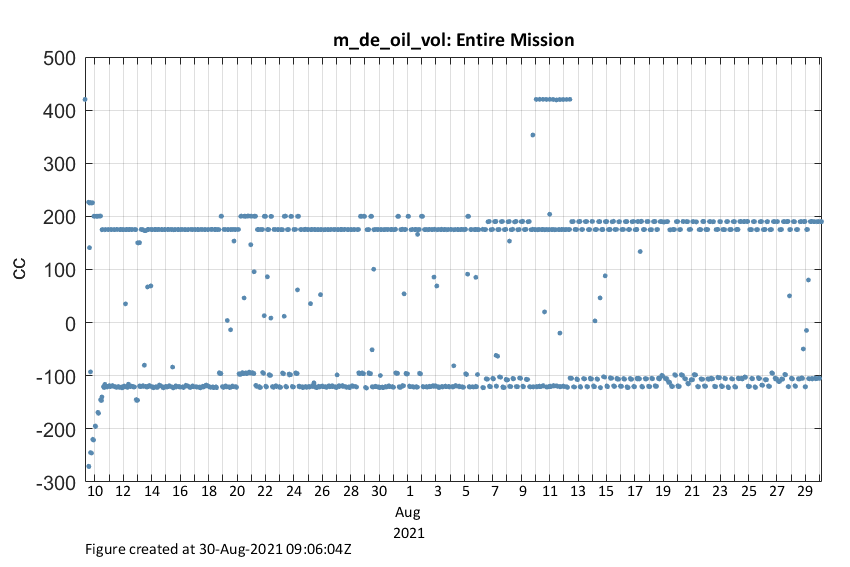 m_de_oil_vol: Entire Mission
500
400
300
200
100
0
-100
-200
-300
CC
10 12 14 16 18 20 22 24 26 28 30 1 3 5 7 9 11 13 15 17 19 21 23 25 27 29
Aug
2021
Figure created at 30-Aug-2021 09:06:04Z